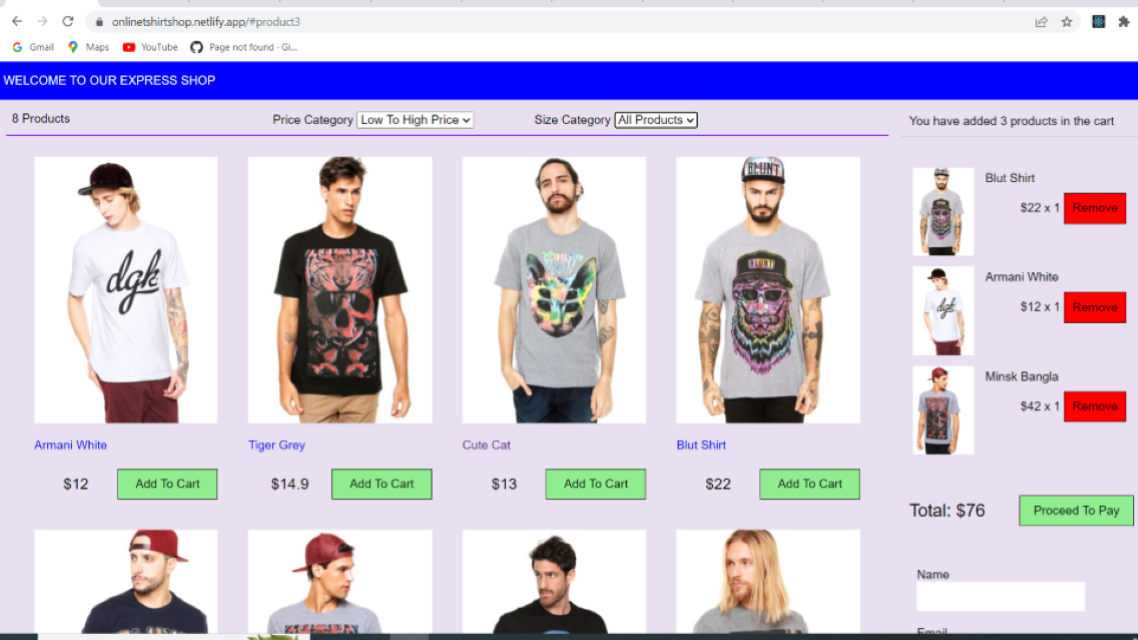 onlinetshirtshop.netlify.app/#product3
Gmail Maps YouTube Page not found · Gi...
WELCOME TO OUR EXPRESS SHOP
8 Products
Price Category Low To High Price
Size Category All Products
You have added 3 products in the cart
dgk
BLUNT
BLURT
Armani White
$12 Add To Cart
Tiger Grey
$14.9 Add To Cart
Cute Cat
$13 Add To Cart
Blut Shirt
$22 Add To Cart
Blut Shirt
$22 x 1 Remove
Armani White
dgk
$12 x 1 Remove
Minsk Bangla
$42 x 1 Remove
Total: $76 Proceed To Pay
Name
Email